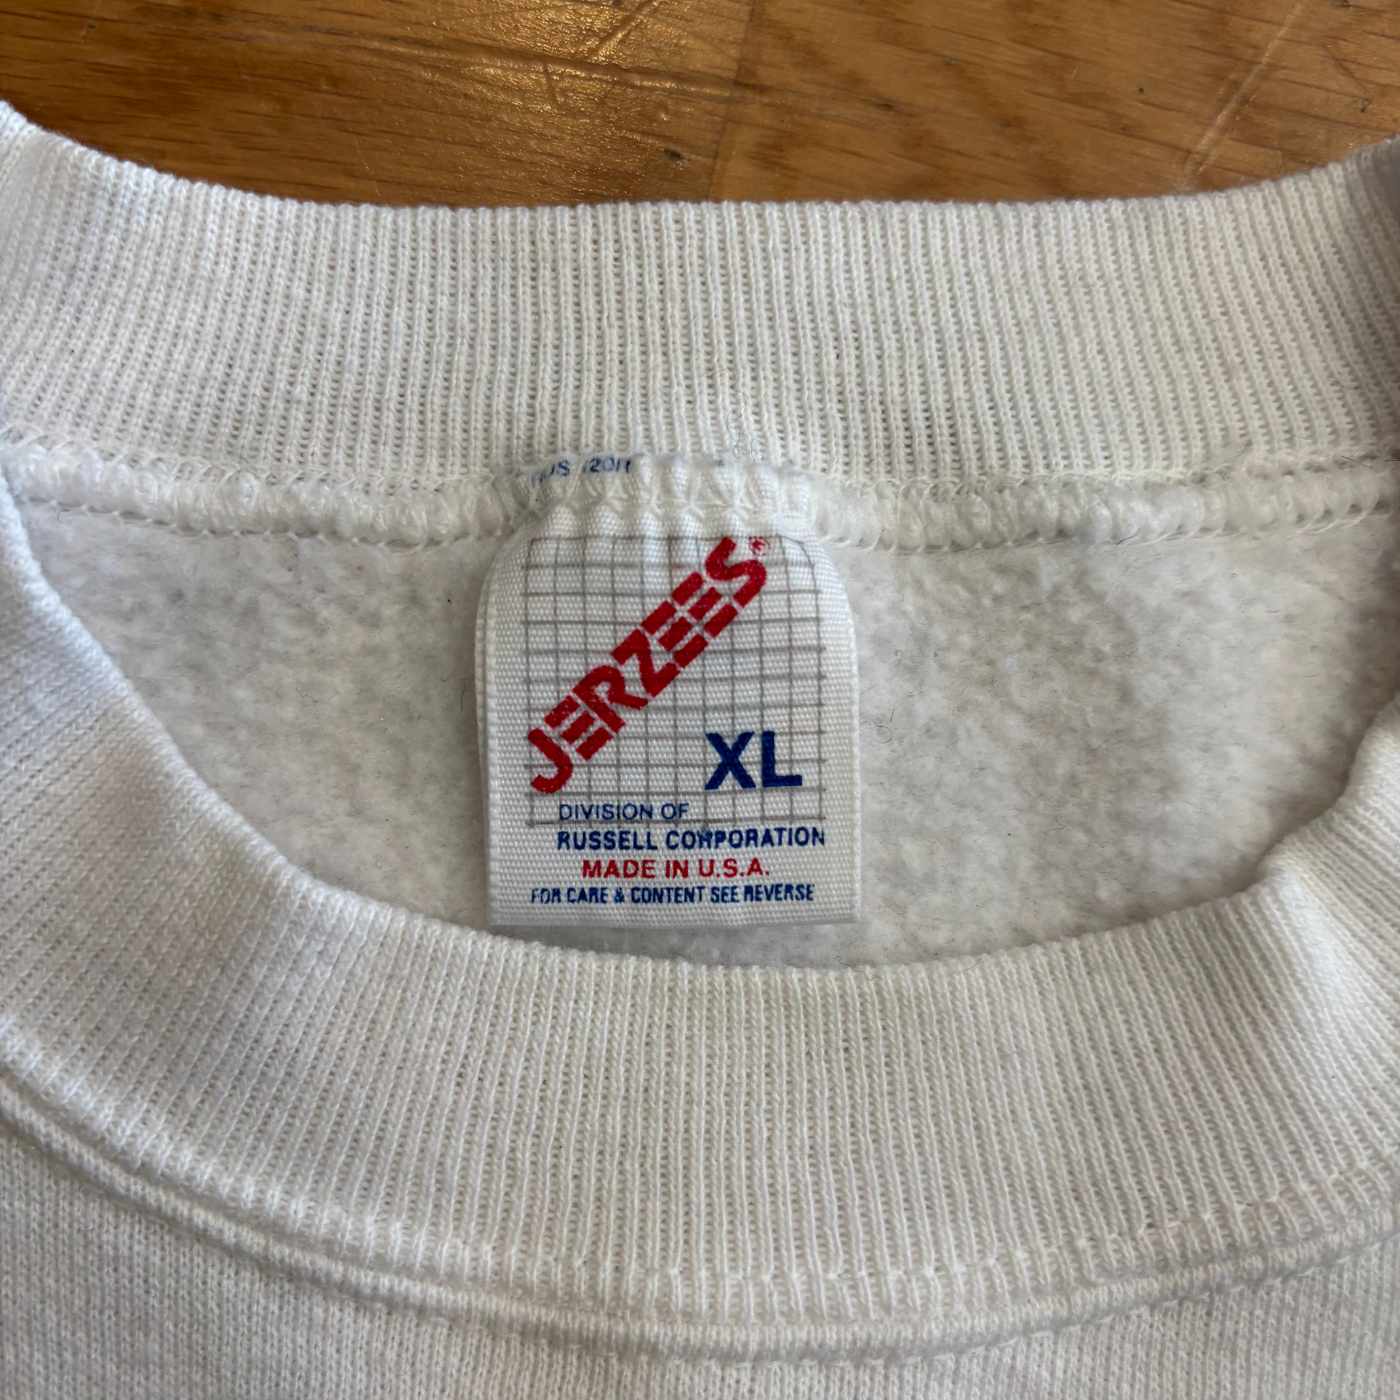 JERZEES®
XL
DIVISION OF
RUSSELL CORPORATION
MADE IN U.S.A.
FOR CARE & CONTENT SEE REVERSE